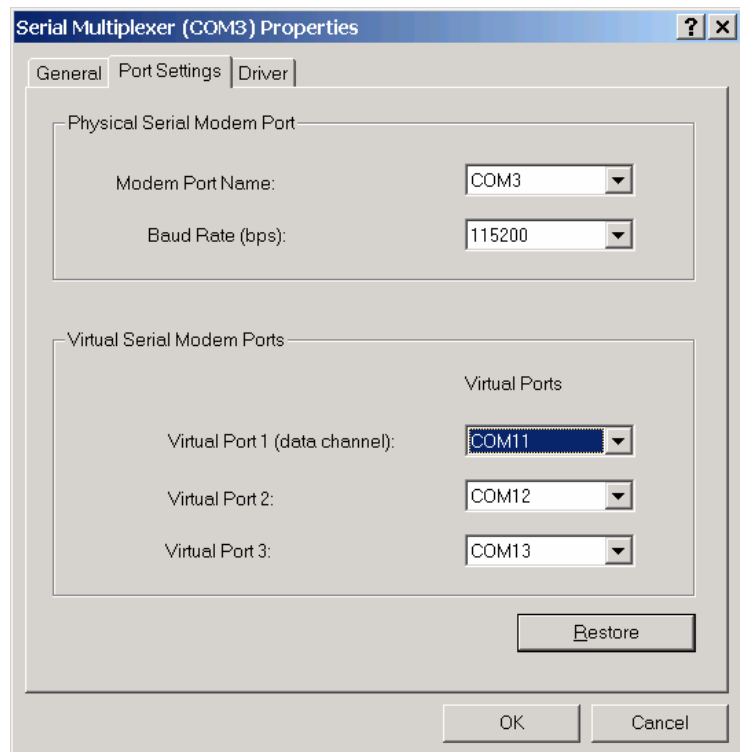 Serial Multiplexer (COM3) Properties
General Port Settings Driver
Physical Serial Modem Port
Modem Port Name: COM3
Baud Rate (bps): 115200
Virtual Serial Modem Ports
Virtual Ports
Virtual Port 1 (data channel): COM11
Virtual Port 2: COM12
Virtual Port 3: COM13
Restore
OK Cancel